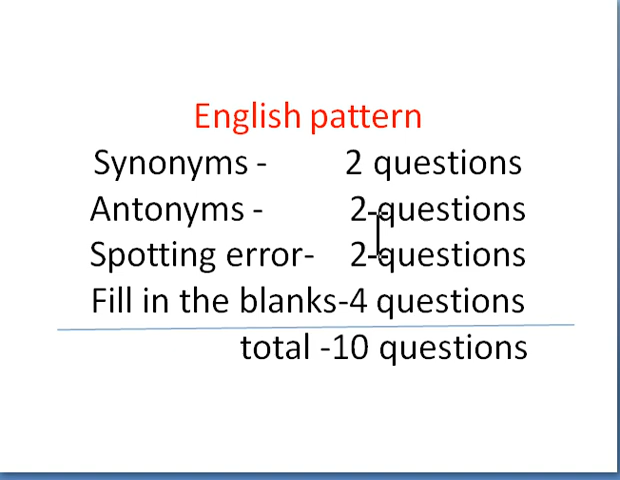 English pattern
Synonyms - 2 questions
Antonyms - 2-questions
Spotting error- 2-questions
Fill in the blanks-4 questions
total -10 questions